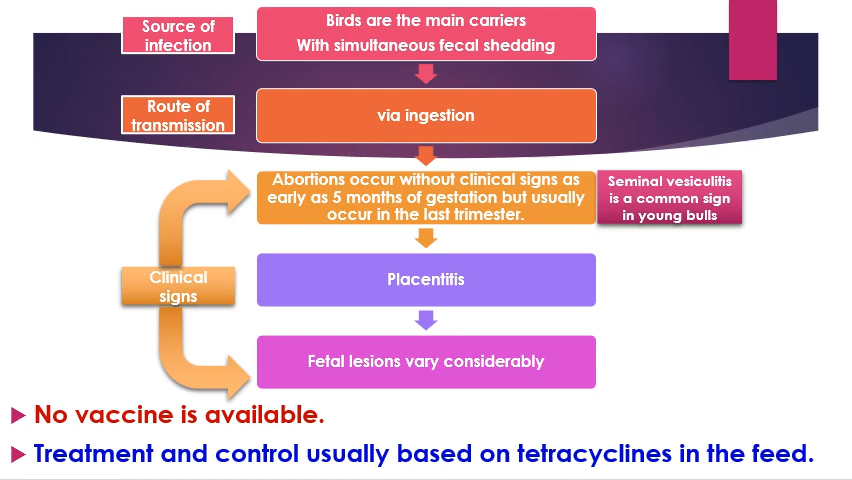 Source of
infection
Birds are the main carriers
With simultaneous fecal shedding
Route of
transmission
via ingestion
Abortions occur without clinical signs as
early as 5 months of gestation but usually
occur in the last trimester.
Seminal vesiculitis
is a common sign
in young bulls
Clinical
signs
Placentitis
Fetal lesions vary considerably
No vaccine is available.
Treatment and control usually based on tetracyclines in the feed.